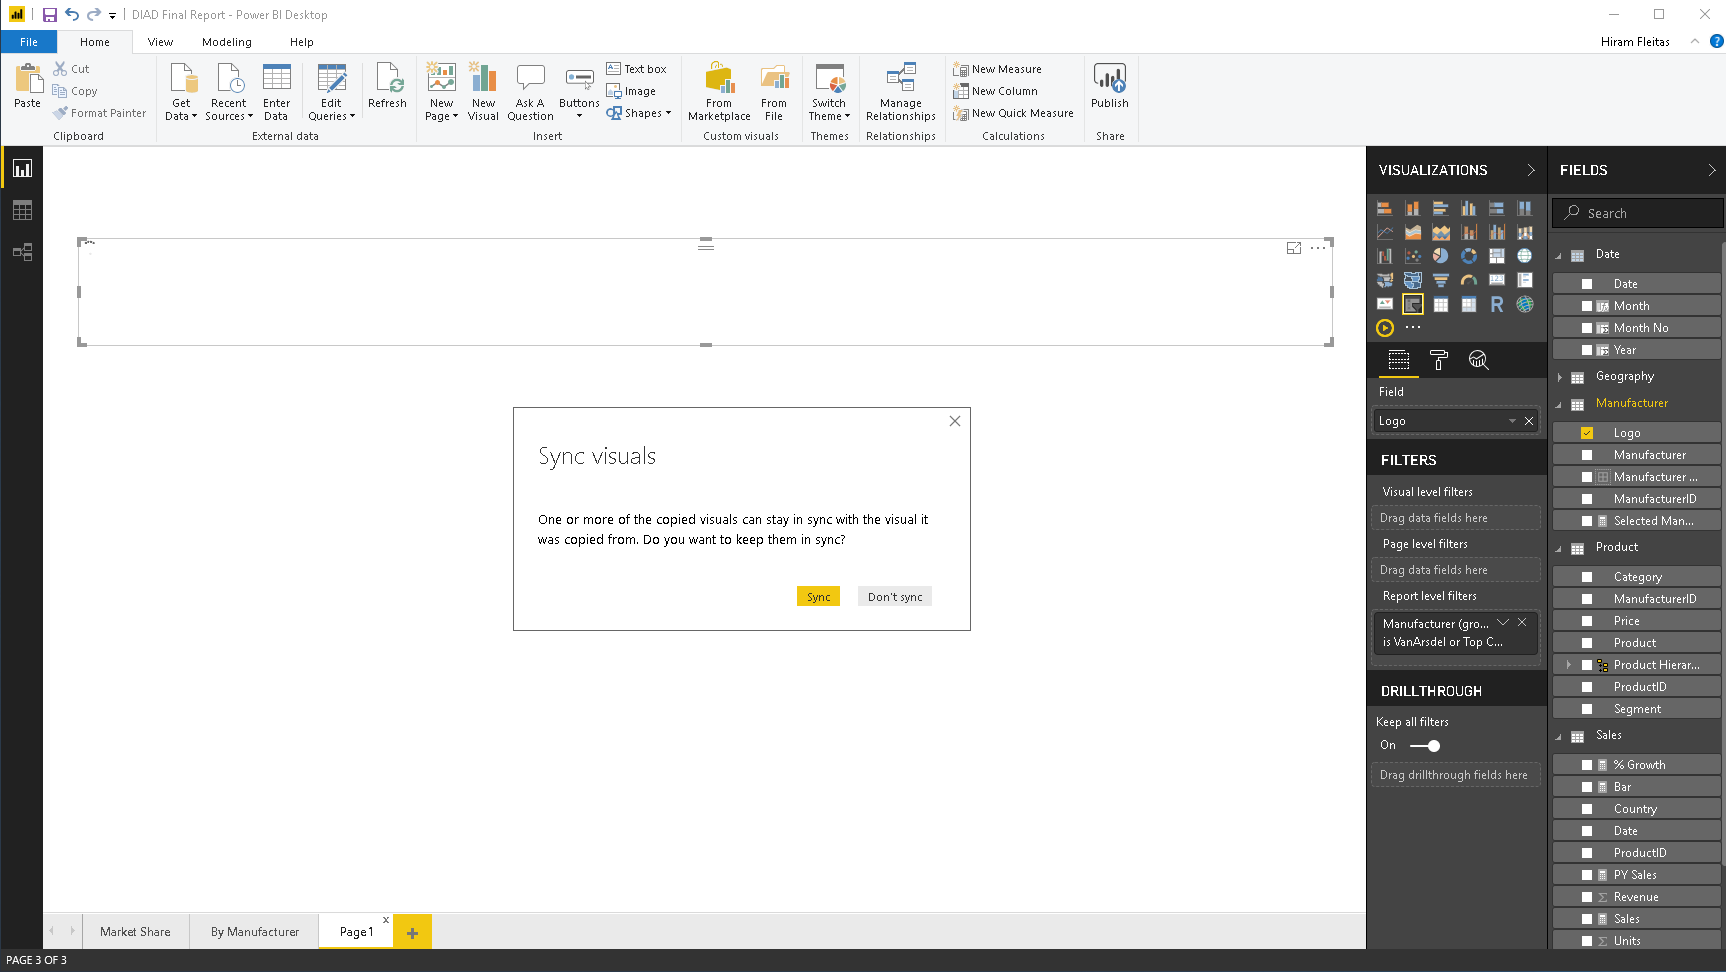 DIAD Final Report - Power BI Desktop
File
Home
View
Modeling
Help
Hiram Fleitas
Paste
Cut
Copy
Format Painter
Clipboard
Get
Data
Recent
Sources
Enter
Data
External data
Edit
Queries
Refresh
New
Page
New
Visual
Ask A
Question
Buttons
Text box
Image
Shapes
Insert
From
Marketplace
From
File
Custom visuals
Switch
Theme
Themes
Manage
Relationships
Relationships
New Measure
New Column
New Quick Measure
Calculations
Publish
Share
Sync visuals
One or more of the copied visuals can stay in sync with the visual it
was copied from. Do you want to keep them in sync?
Sync
Don't sync
VISUALIZATIONS
R
Field
Logo
FILTERS
Visual level filters
Drag data fields here
Page level filters
Drag data fields here
Report level filters
Manufacturer (gro...
is VanArsdel or Top C...
DRILLTHROUGH
Keep all filters
On
Drag drillthrough fields here
FIELDS
Search
Date
Date
Month
Month No
Year
Geography
Manufacturer
Logo
Manufacturer
Manufacturer ...
ManufacturerID
Selected Man...
Product
Category
ManufacturerID
Price
Product
Product Hierar...
ProductID
Segment
Sales
% Growth
Bar
Country
Date
ProductID
PY Sales
Revenue
Sales
Units
Market Share
By Manufacturer
Page 1
PAGE 3 OF 3